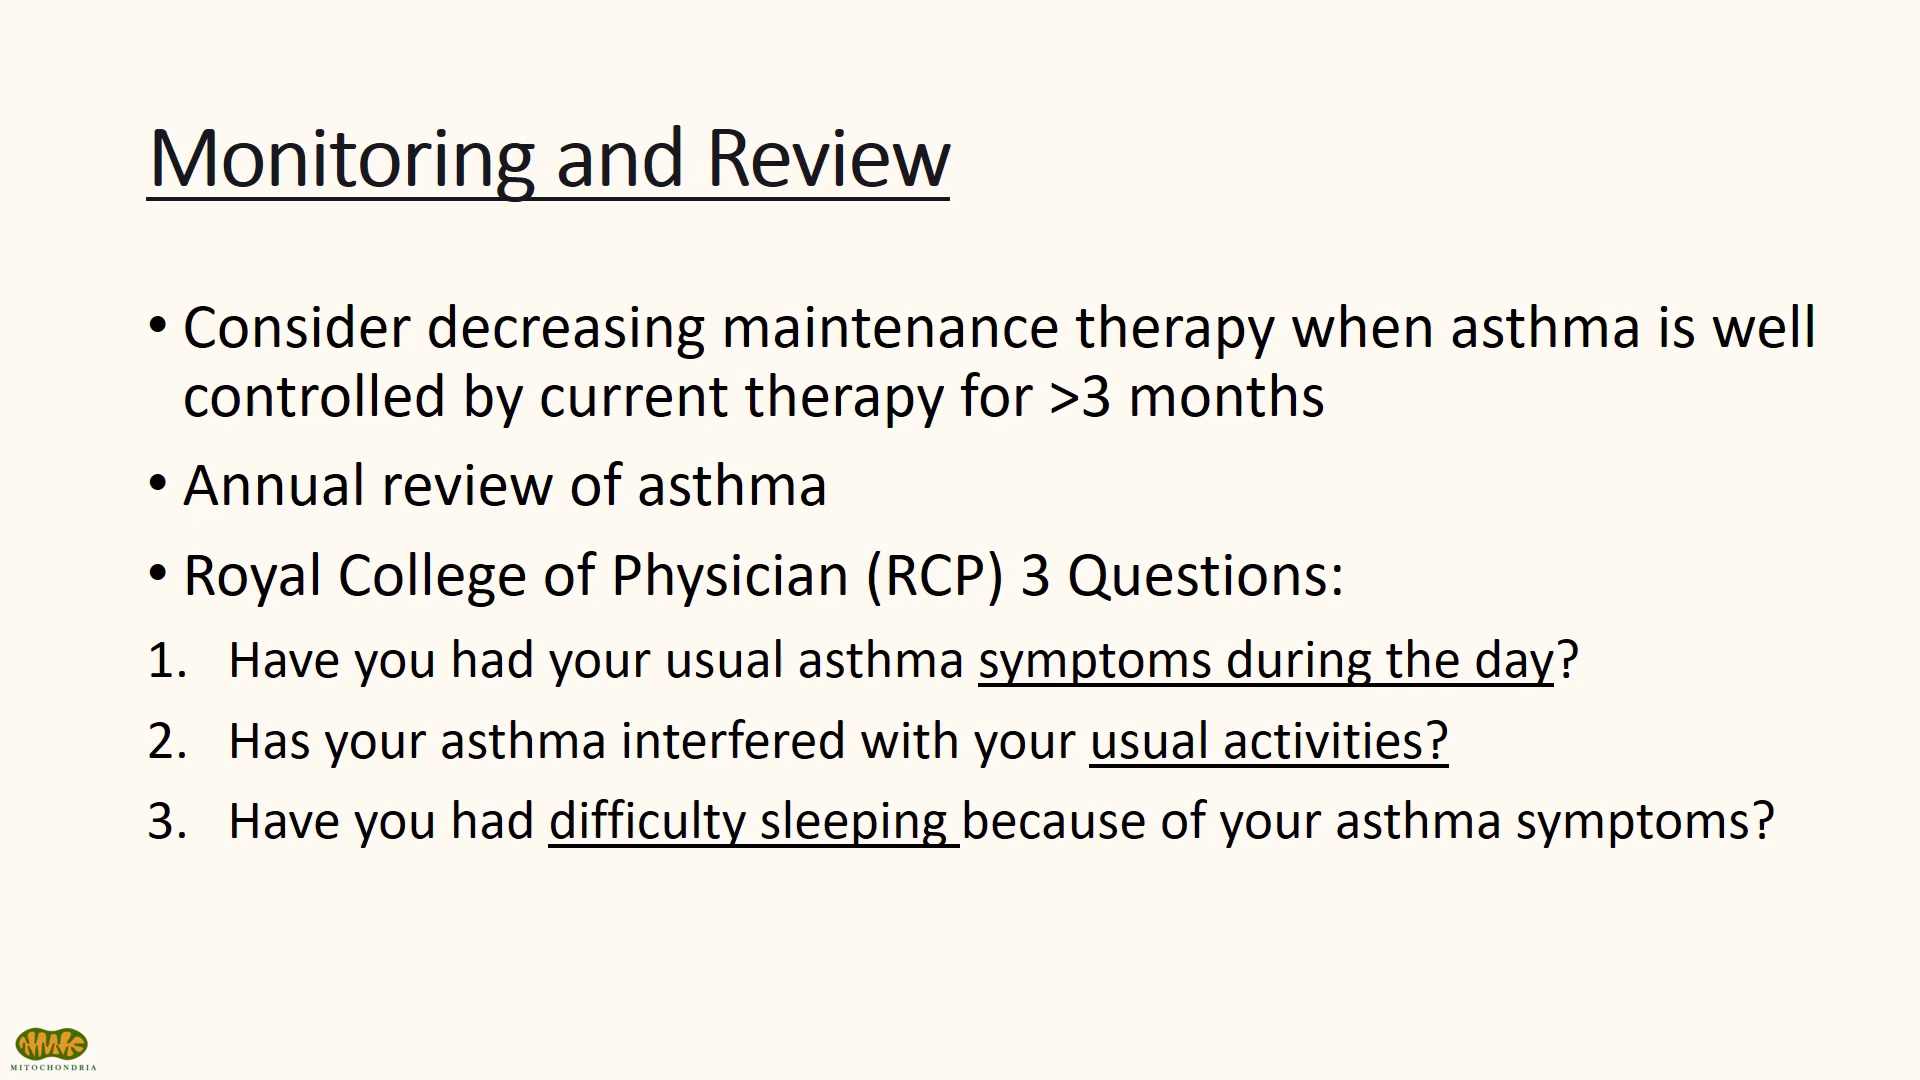 Monitoring and Review
• Consider decreasing maintenance therapy when asthma is well
controlled by current therapy for >3 months
• Annual review of asthma
• Royal College of Physician (RCP) 3 Questions:
1. Have you had your usual asthma symptoms during the day?
2. Has your asthma interfered with your usual activities?
3. Have you had difficulty sleeping because of your asthma symptoms?
MITOCHONDRIA